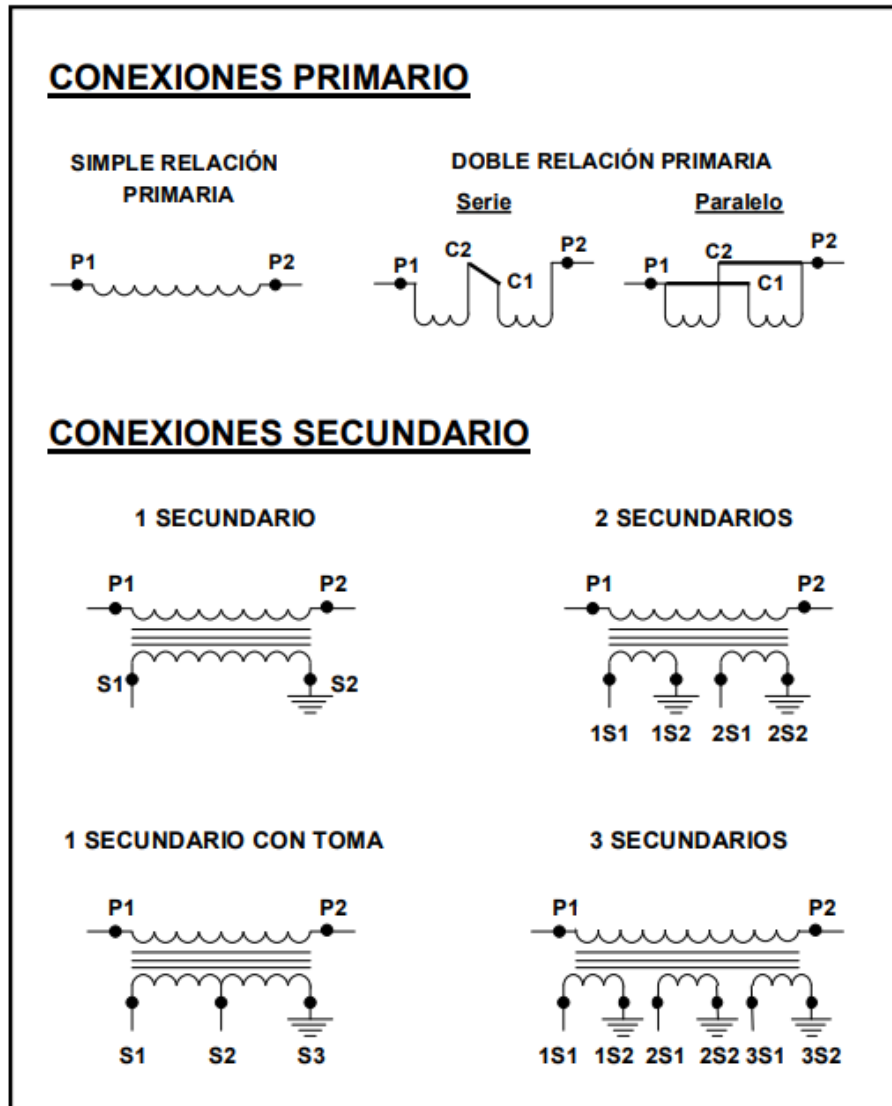 CONEXIONES PRIMARIO
SIMPLE RELACIÓN
PRIMARIA
P1 P2
DOBLE RELACIÓN PRIMARIA
Serie
P1 C2 C1 P2
Paralelo
P1 C2 C1 P2
CONEXIONES SECUNDARIO
1 SECUNDARIO
P1 P2
S1 S2
2 SECUNDARIOS
P1 P2
1S1 1S2 2S1 2S2
1 SECUNDARIO CON TOMA
P1 P2
S1 S2 S3
3 SECUNDARIOS
P1 P2
1S1 1S2 2S1 2S2 3S1 3S2